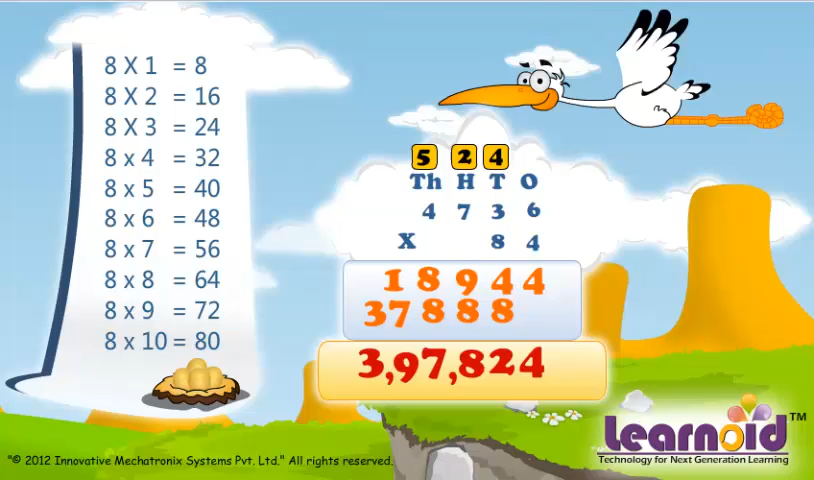 8 X 1 = 8
8 X 2 = 16
8 X 3 = 24
8 x 4 = 32
8 x 5 = 40
8 x 6 = 48
8 x 7 = 56
8 x 8 = 64
8 x 9 = 72
8 x 10 = 80
5 2 4
Th H T O
4 7 3 6
X 8 4
1 8 9 4 4
3 7 8 8 8
3,97,824
Learnoid TM
Technology for Next Generation Learning
"© 2012 Innovative Mechatronix Systems Pvt. Ltd." All rights reserved.